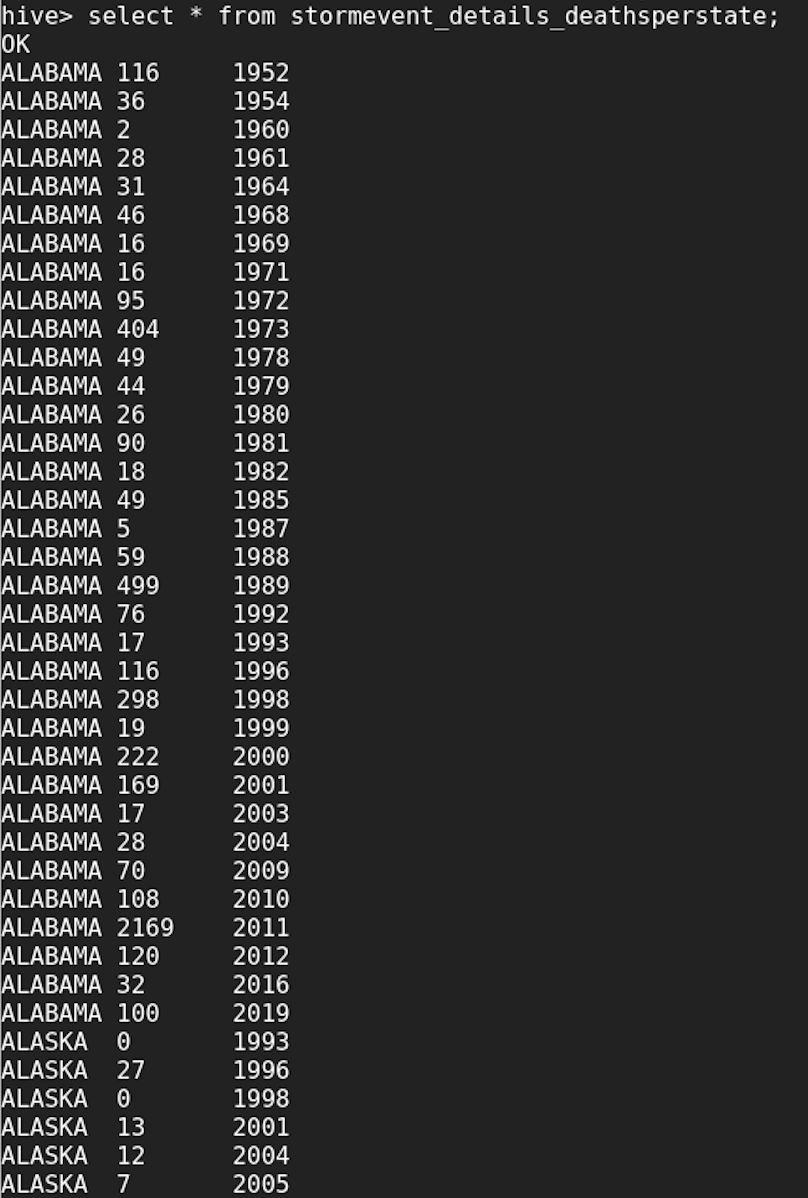 hive> select * from stormevent_details_deathsperstate;
OK
ALABAMA 116 1952
ALABAMA 36 1954
ALABAMA 2 1960
ALABAMA 28 1961
ALABAMA 31 1964
ALABAMA 46 1968
ALABAMA 16 1969
ALABAMA 16 1971
ALABAMA 95 1972
ALABAMA 404 1973
ALABAMA 49 1978
ALABAMA 44 1979
ALABAMA 26 1980
ALABAMA 90 1981
ALABAMA 18 1982
ALABAMA 49 1985
ALABAMA 5 1987
ALABAMA 59 1988
ALABAMA 499 1989
ALABAMA 76 1992
ALABAMA 17 1993
ALABAMA 116 1996
ALABAMA 298 1998
ALABAMA 19 1999
ALABAMA 222 2000
ALABAMA 169 2001
ALABAMA 17 2003
ALABAMA 28 2004
ALABAMA 70 2009
ALABAMA 108 2010
ALABAMA 2169 2011
ALABAMA 120 2012
ALABAMA 32 2016
ALABAMA 100 2019
ALASKA 0 1993
ALASKA 27 1996
ALASKA 0 1998
ALASKA 13 2001
ALASKA 12 2004
ALASKA 7 2005